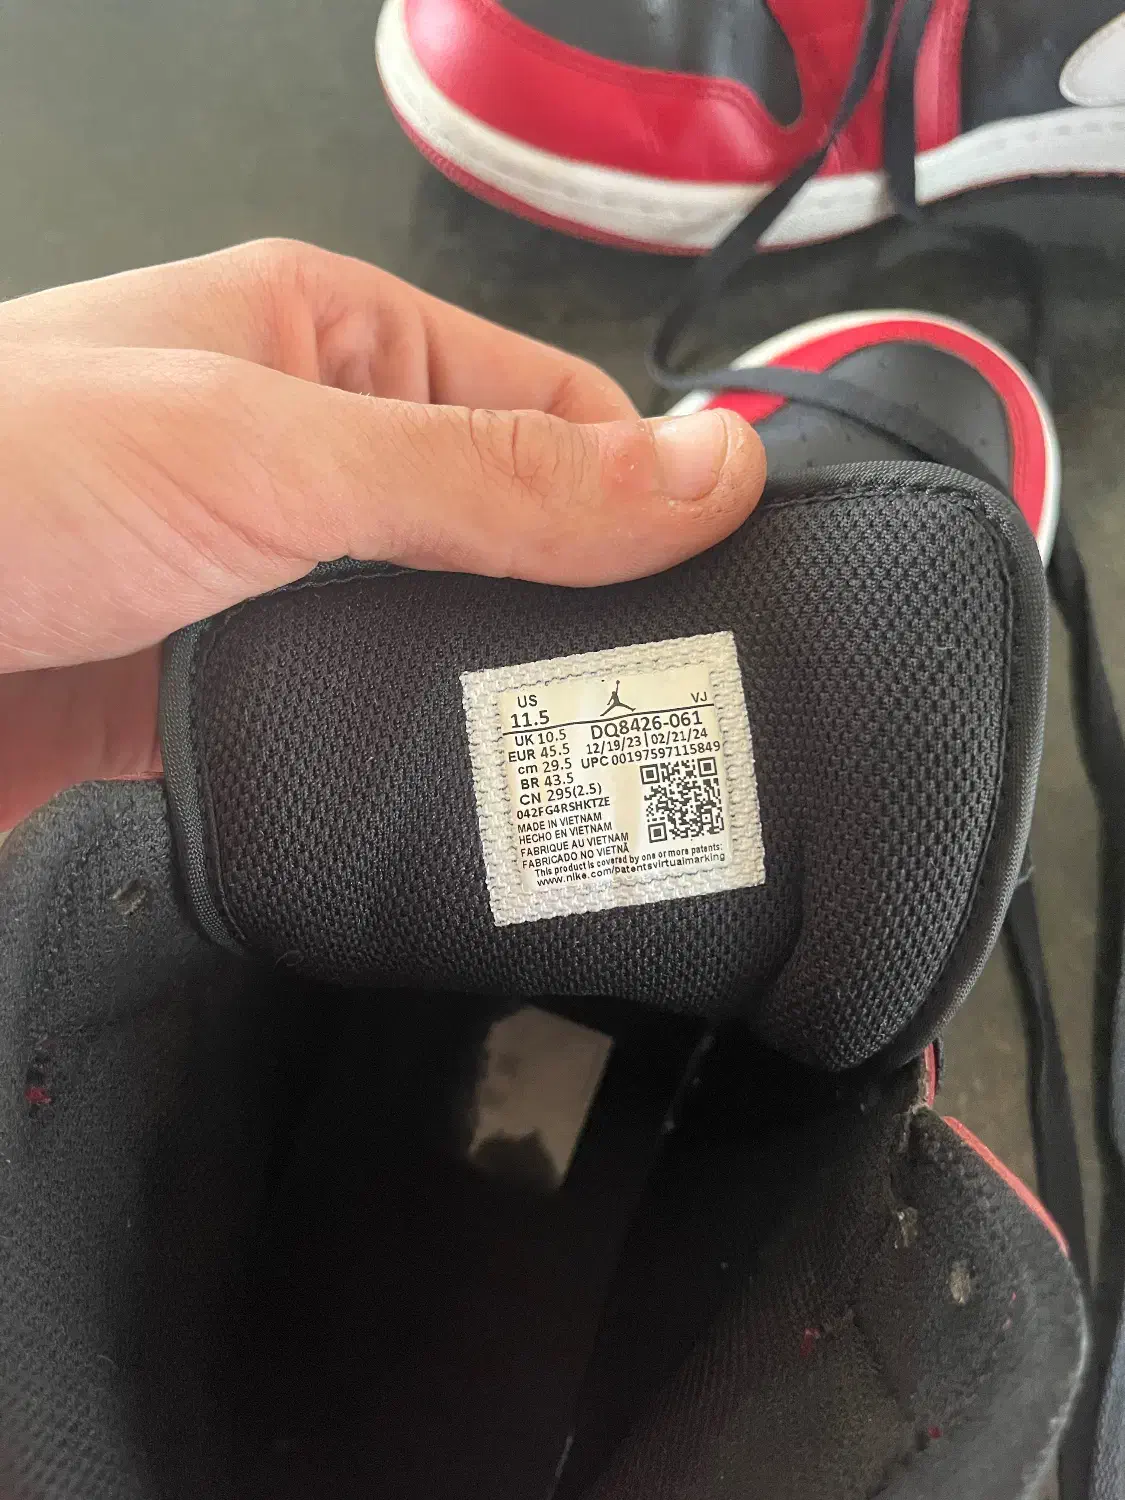 US
VJ
11.5
DQ8426-061
UK 10.5
12/19/23 | 02/21/24
EUR 45.5
UPC 00197597115849
cm 29.5
BR 43.5
CN 295(2.5)
042FG4RSHKTZE
MADE IN VIETNAM
HECHO EN VIETNAM
FABRIQUE AU VIETNAM
FABRICADO NO VIETNÃ
This product is covered by one or more patents:
www.nike.com/patentsvirtualmarking